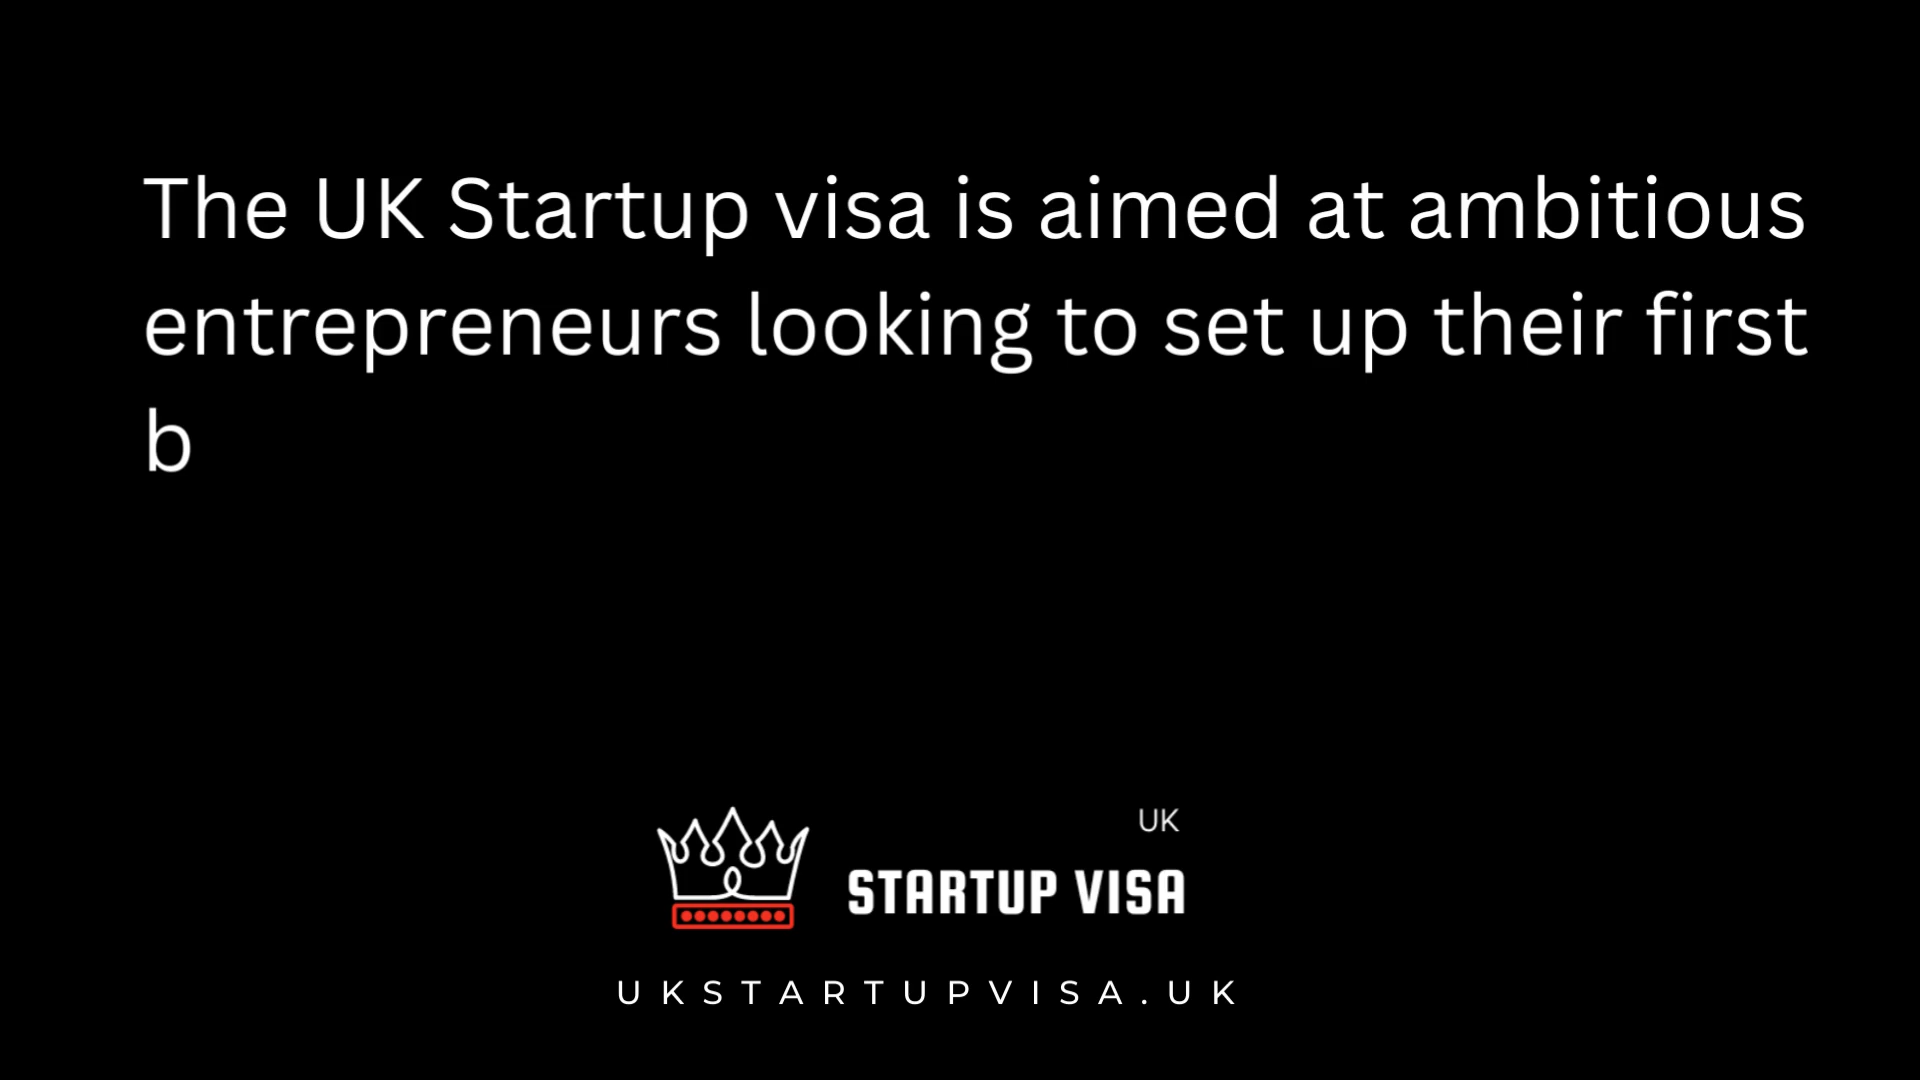 The UK Startup visa is aimed at ambitious
entrepreneurs looking to set up their first
b
UK
STARTUP VISA
UKSTARTUPVISA.UK